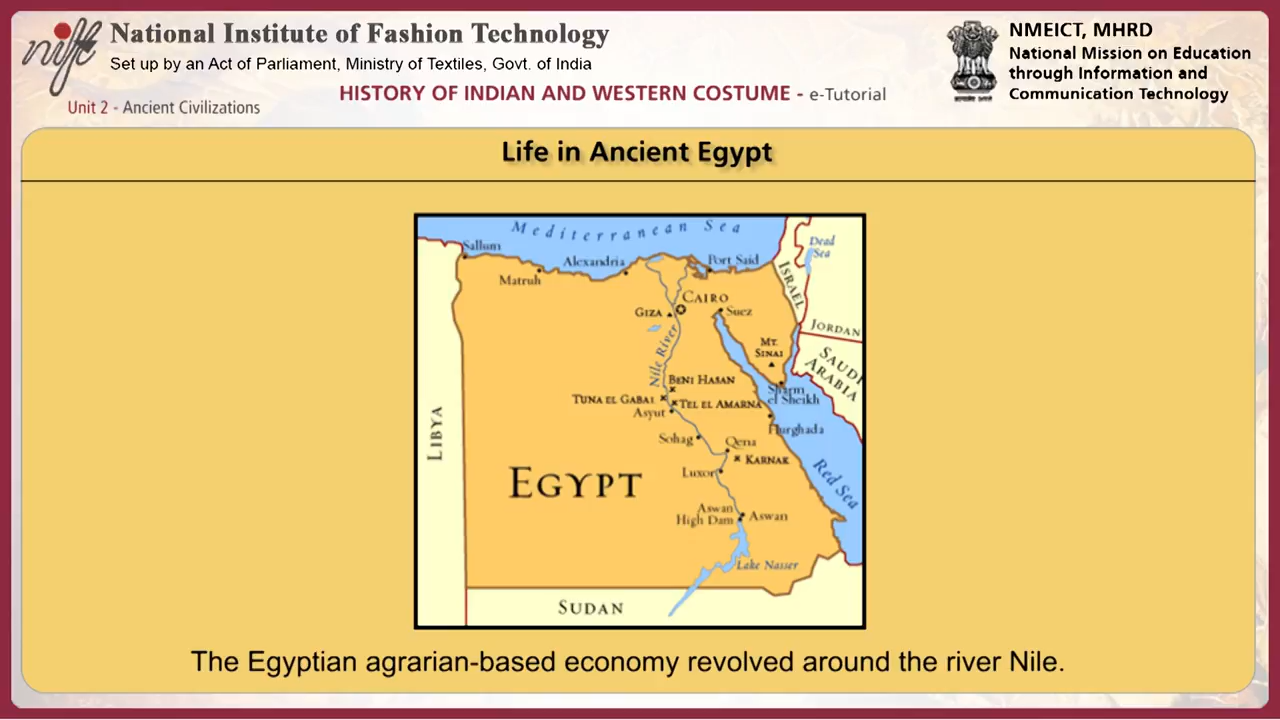 nift
National Institute of Fashion Technology
Set up by an Act of Parliament, Ministry of Textiles, Govt. of India
HISTORY OF INDIAN AND WESTERN COSTUME - e-Tutorial
Unit 2 - Ancient Civilizations
NMEICT, MHRD
National Mission on Education
through Information and
Communication Technology
Life in Ancient Egypt
Mediterranean Sea
Dead
Sea
Sallum
Alexandria
Port Said
Matruh
ISRAEL
CAIRO
GIZA
Suez
JORDAN
Nile River
MT.
SINAI
SAUDI
ARABIA
BENI HASAN
Sharm
el Sheikh
TUNA EL GABAL
TEL EL AMARNA
Asyut
Hurghada
LIBYA
Sohag
Qena
KARNAK
Luxor
Red Sea
EGYPT
Aswan
High Dam
Aswan
Lake Nasser
SUDAN
The Egyptian agrarian-based economy revolved around the river Nile.